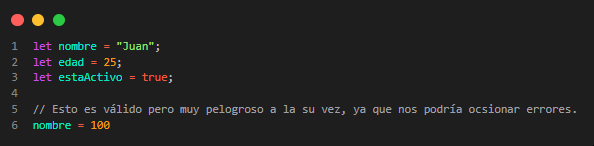 1 let nombre = "Juan";
2 let edad = 25;
3 let estaActivo = true;
4
5 // Esto es válido pero muy pelogroso a la su vez, ya que nos podría ocsionar errores.
6 nombre = 100